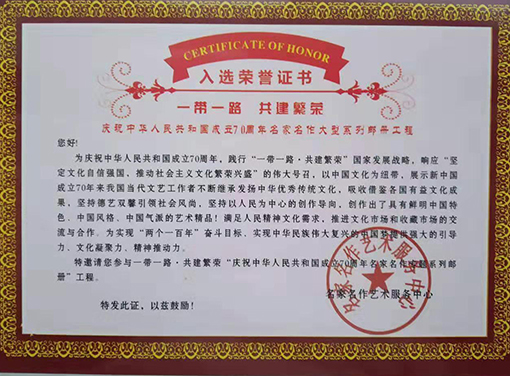 CERTIFICATE OF HONOR
入选荣誉证书
一带一路 共建繁荣
庆祝中华人民共和国成立70周年名家名作大型系列邮册工程
您好!
为庆祝中华人民共和国成立70周年，践行“一带一路·共建繁荣”国家发展战略，响应“坚
定文化自信强国、推动社会主义文化繁荣兴盛”的伟大号召，以中国文化为纽带，展示新中国
成立70年来我国当代文艺工作者不断继承发扬中华优秀传统文化，吸收借鉴各国有益文化成
果，坚持德艺双馨引领社会风尚，坚持以人民为中心的创作导向，创作出了具有鲜明中国特
色、中国风格、中国气派的艺术精品！满足人民精神文化需求，推进文化市场和收藏市场的交
流与合作。为实现“两个一百年”奋斗目标、实现中华民族伟大复兴的中国梦提供强大的引导
力、文化凝聚力、精神推动力。
特邀请您参与一带一路·共建繁荣“庆祝中华人民共和国成立70周年名家名作大型系列邮
册”工程。
名家名作艺术服务中心
特发此证，以兹鼓励！
名家名作艺术服务中心